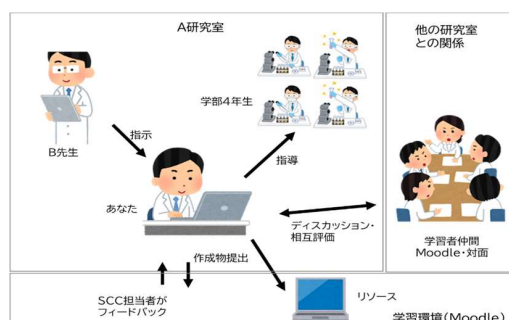 A研究室
他の研究室
との関係
学部4年生
B先生
指示
指導
あなた
ディスカッション・
相互評価
学習者仲間
Moodle・対面
作成物提出
SCC担当者が
フィードバック
リソース
学習環境(Moodle)